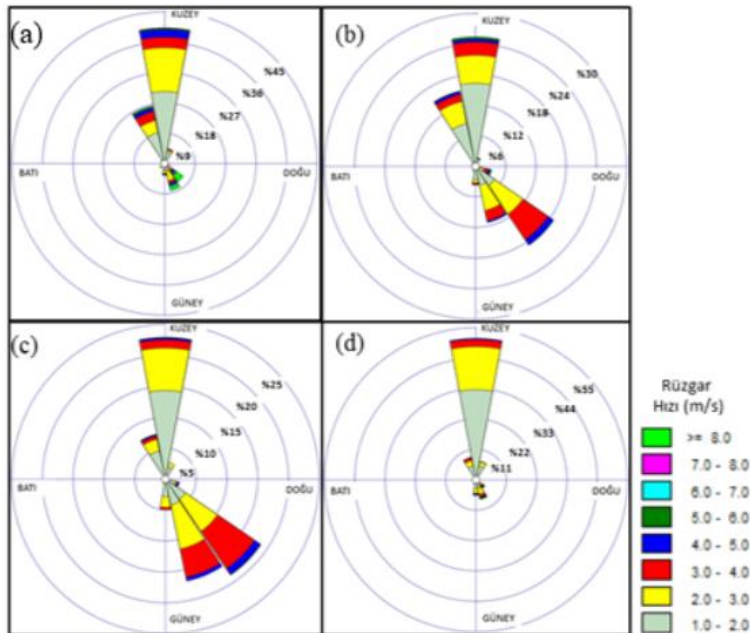 (a)
KUZEY
%45
%36
%27
%18
%9
BATI
DOĞU
GÜNEY
(b)
KUZEY
%30
%24
%18
%12
%6
BATI
DOĞU
GÜNEY
(c)
KUZEY
%25
%20
%15
%10
%5
BATI
DOĞU
GÜNEY
(d)
KUZEY
%55
%44
%33
%22
%11
BATI
DOĞU
GÜNEY
Rüzgar
Hızı (m/s)
>= 8.0
7.0 - 8.0
6.0 - 7.0
5.0 - 6.0
4.0 - 5.0
3.0 - 4.0
2.0 - 3.0
1.0 - 2.0